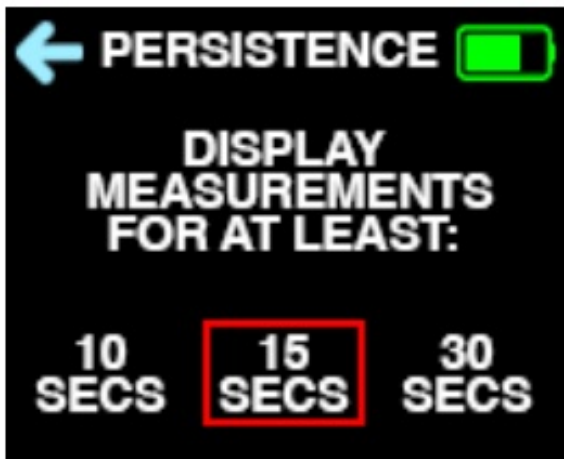 PERSISTENCE
DISPLAY
MEASUREMENTS
FOR AT LEAST:
10 15 30
SECS SECS SECS